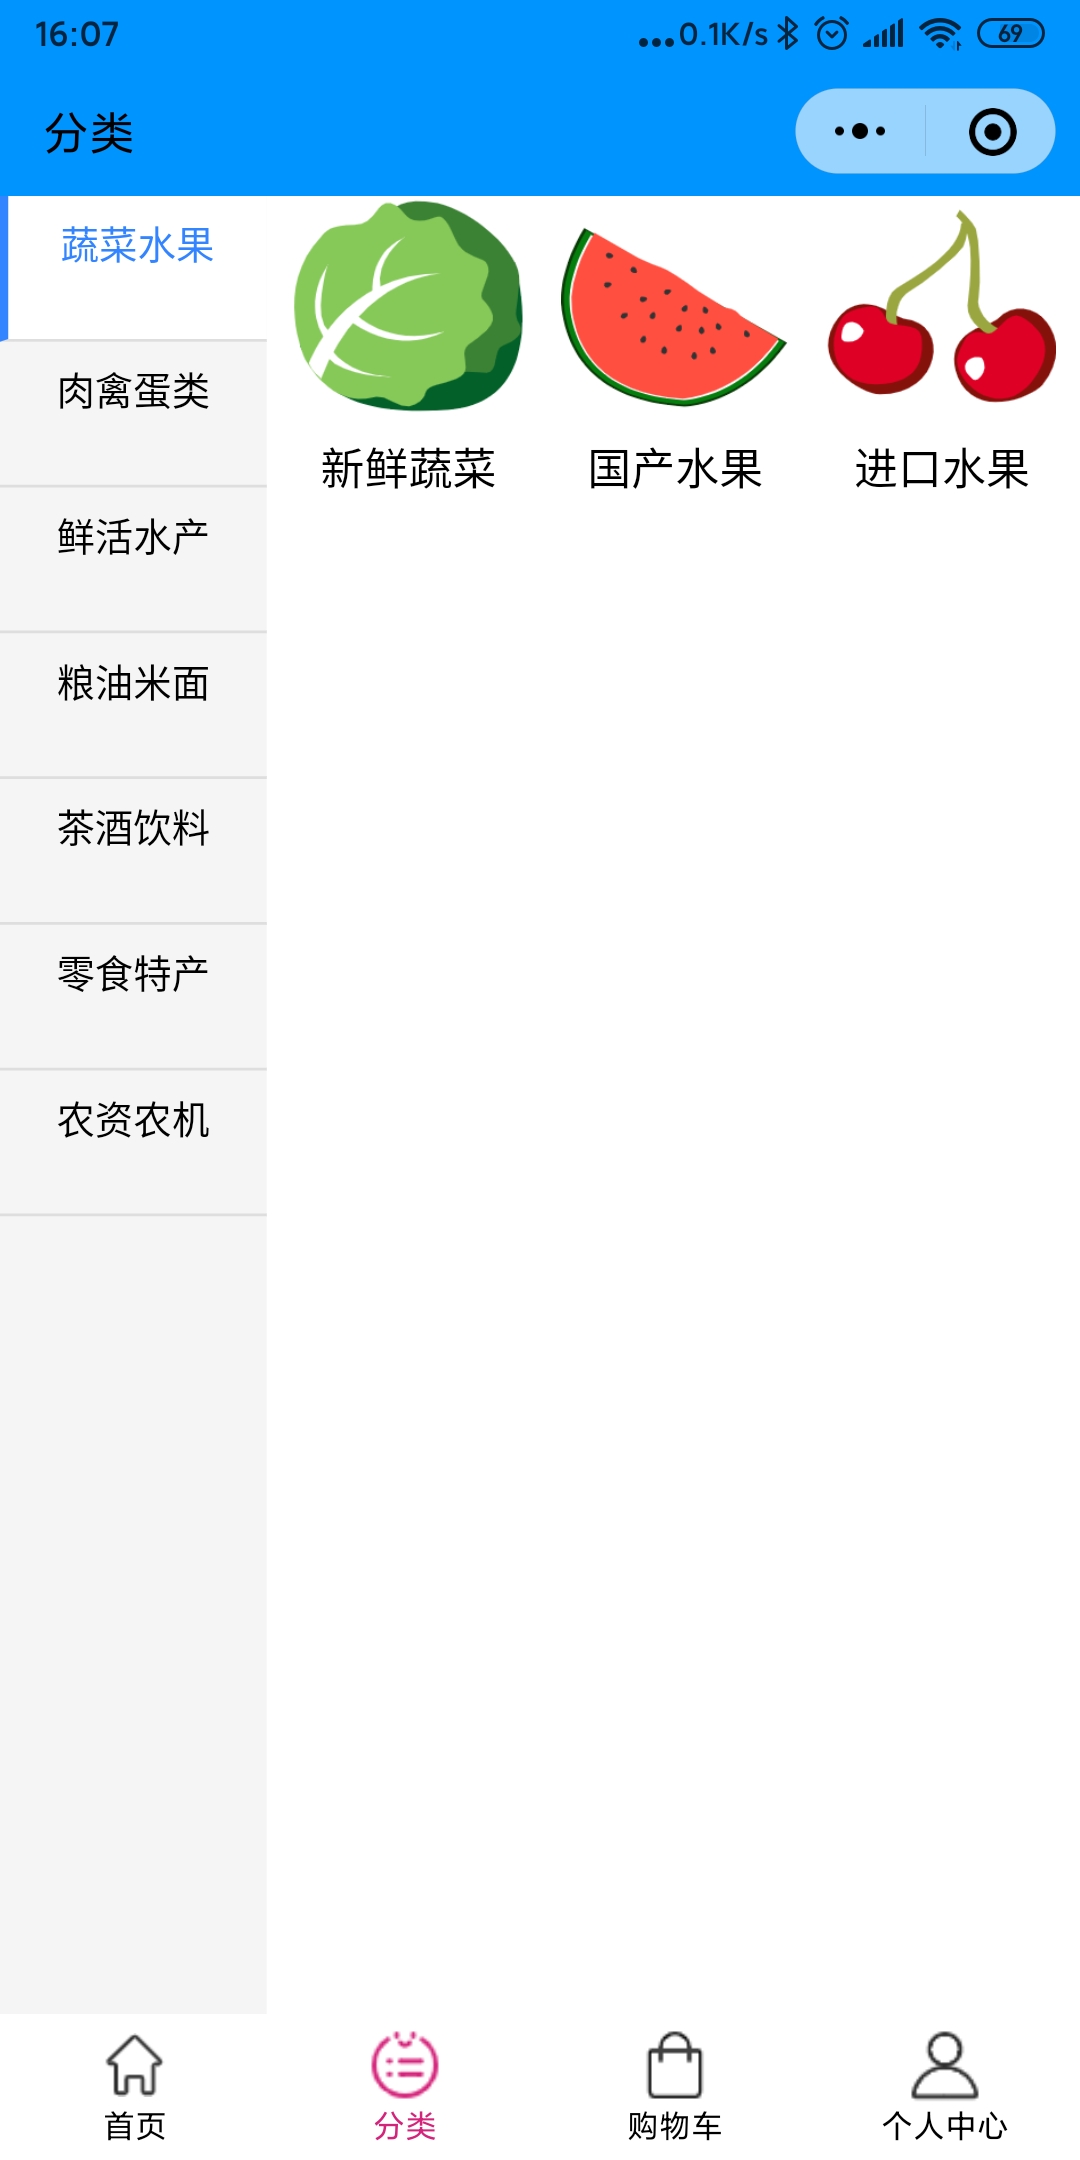 16:07
...0.1K/s
69
分类
蔬菜水果
肉禽蛋类
鲜活水产
粮油米面
茶酒饮料
零食特产
农资农机
新鲜蔬菜 国产水果 进口水果
首页 分类 购物车 个人中心